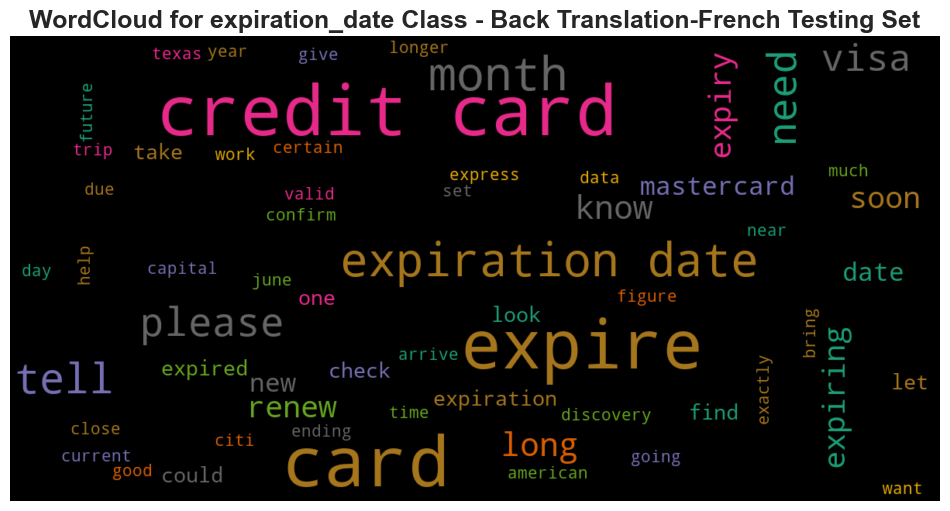 WordCloud for expiration_date Class - Back Translation-French Testing Set
texas year give longer
month visa
credit card
expiry need
future
trip take work certain
express data much
due valid set mastercard soon
confirm know
near
day help capital expiration date date
june
one figure
please look
bring
expire
arrive
tell expired new check expiring
exactly let
renew time expiration discovery find
close citi ending
card long
current good could american going
want